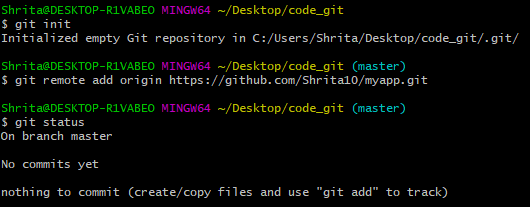 Shrita@DESKTOP-R1VABEO MINGW64 ~/Desktop/code_git
$ git init
Initialized empty Git repository in C:/Users/Shrita/Desktop/code_git/.git/
Shrita@DESKTOP-R1VABEO MINGW64 ~/Desktop/code_git (master)
$ git remote add origin https://github.com/Shrita10/myapp.git
Shrita@DESKTOP-R1VABEO MINGW64 ~/Desktop/code_git (master)
$ git status
On branch master
No commits yet
nothing to commit (create/copy files and use "git add" to track)